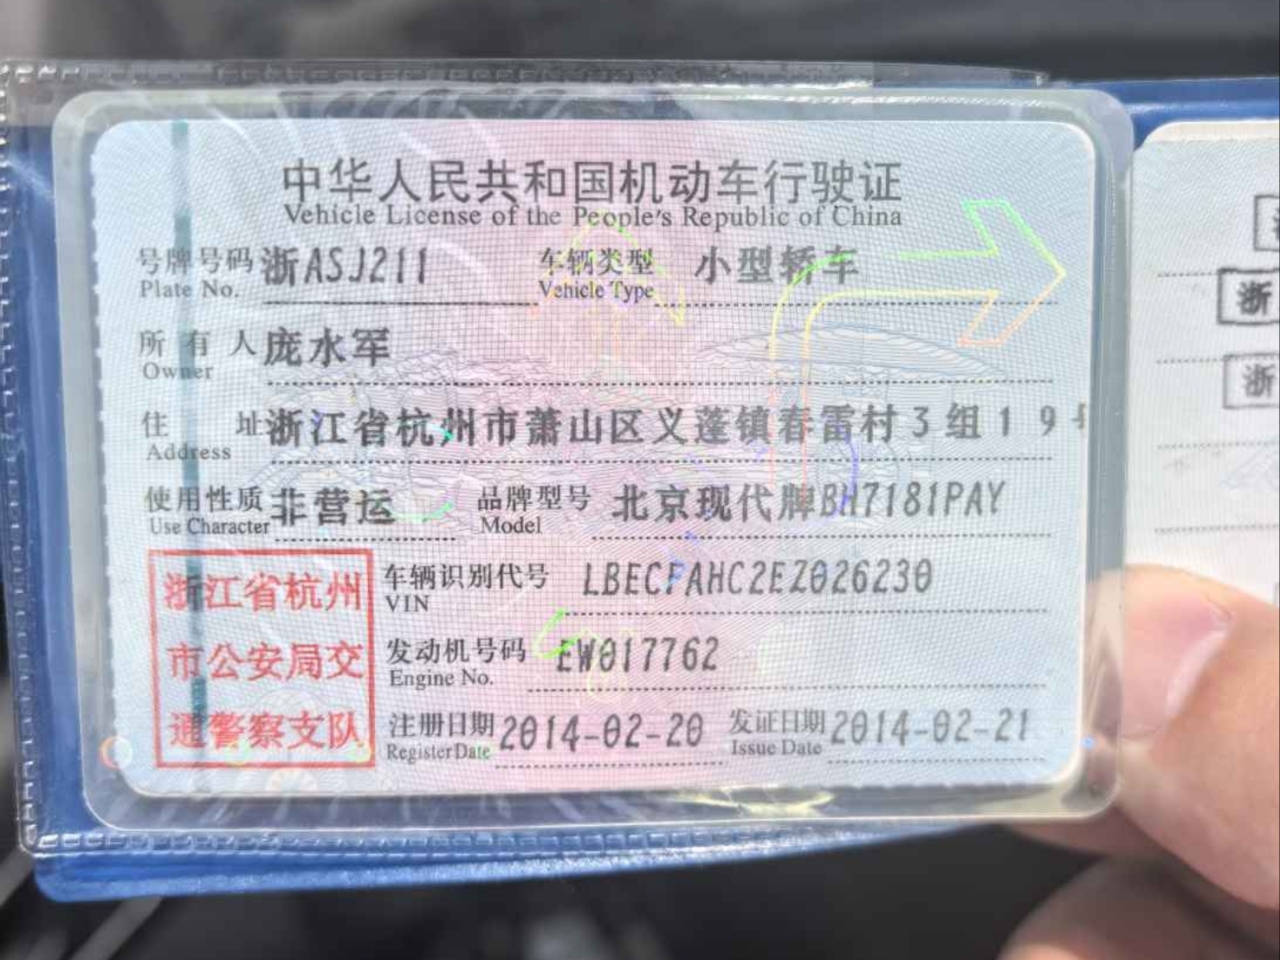 中华人民共和国机动车行驶证
Vehicle License of the People's Republic of China
号牌号码 浙ASJ211 车辆类型 小型轿车
Plate No. Vehicle Type
所有人 庞水军
Owner
住址 浙江省杭州市萧山区义蓬镇春雷村3组19号
Address
使用性质 非营运 品牌型号 北京现代牌BH7181PAY
Use Character Model
浙江省杭州
市公安局交
通警察支队
车辆识别代号 LBECFAHC2EZ026230
VIN
发动机号码 EW017762
Engine No.
注册日期 2014-02-20 发证日期 2014-02-21
Register Date Issue Date
浙
浙